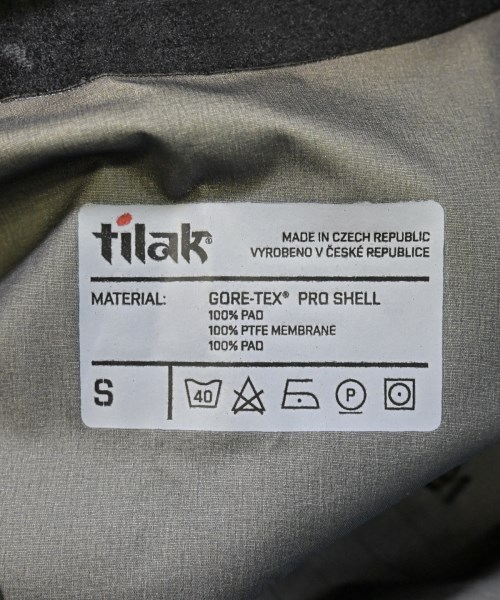 tilak®
MADE IN CZECH REPUBLIC
VYROBENO V ČESKÉ REPUBLICE
MATERIAL: GORE-TEX® PRO SHELL
100% PAD
100% PTFE MEMBRANE
100% PAD
S 40 P